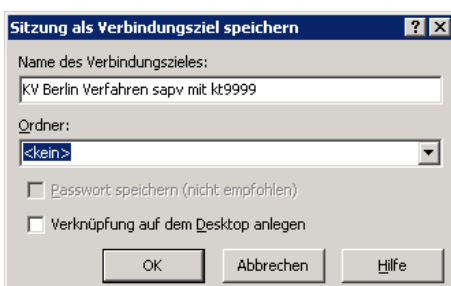 Sitzung als Verbindungsziel speichern
Name des Verbindungszieles:
KV Berlin Verfahren sapv mit kt9999
Ordner:
<kein>
Passwort speichern (nicht empfohlen)
Verknüpfung auf dem Desktop anlegen
OK Abbrechen Hilfe